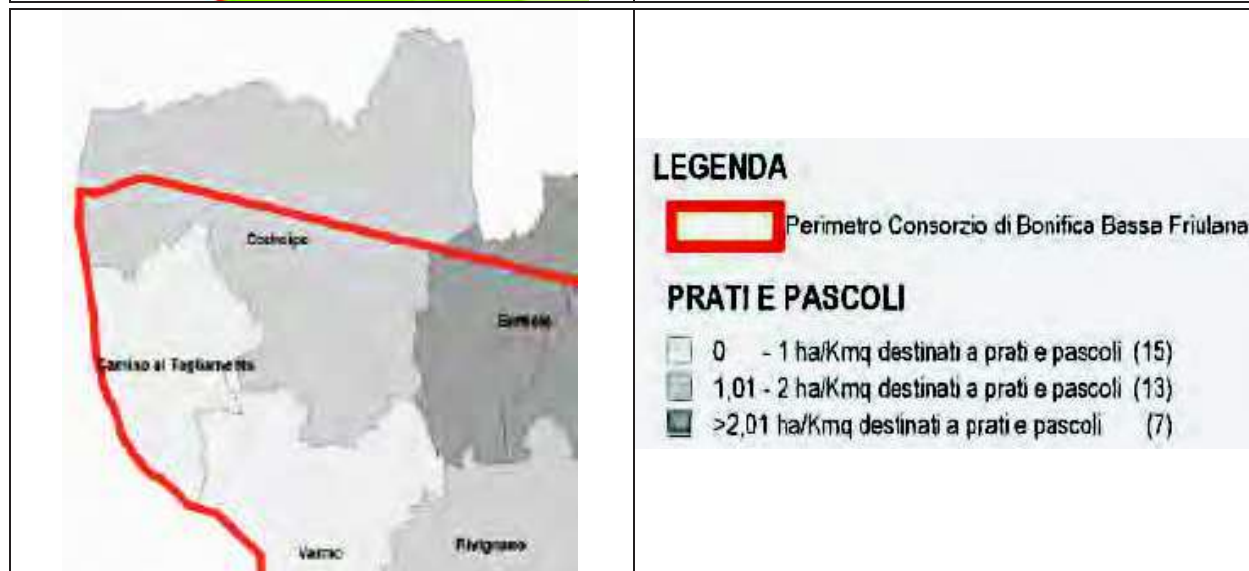 Codroipo
Bertiolo
Camino al Tagliamento
Varmo
Rivignano
LEGENDA
Perimetro Consorzio di Bonifica Bassa Friulana
PRATI E PASCOLI
0 - 1 ha/Kmq destinati a prati e pascoli (15)
1,01 - 2 ha/Kmq destinati a prati e pascoli (13)
>2,01 ha/Kmq destinati a prati e pascoli (7)